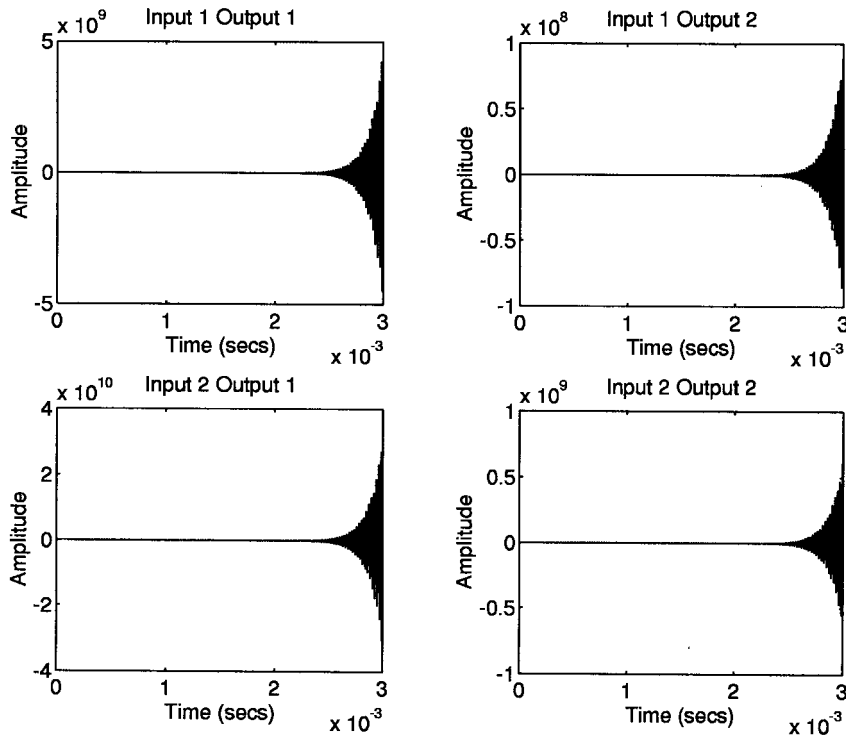 Input 1 Output 1
x 10^9
5
0
-5
Amplitude
0 1 2 3
Time (secs)
x 10^-3
Input 1 Output 2
x 10^8
1
0.5
0
-0.5
-1
Amplitude
0 1 2 3
Time (secs)
x 10^-3
Input 2 Output 1
x 10^10
4
2
0
-2
-4
Amplitude
0 1 2 3
Time (secs)
x 10^-3
Input 2 Output 2
x 10^9
1
0.5
0
-0.5
-1
Amplitude
0 1 2 3
Time (secs)
x 10^-3